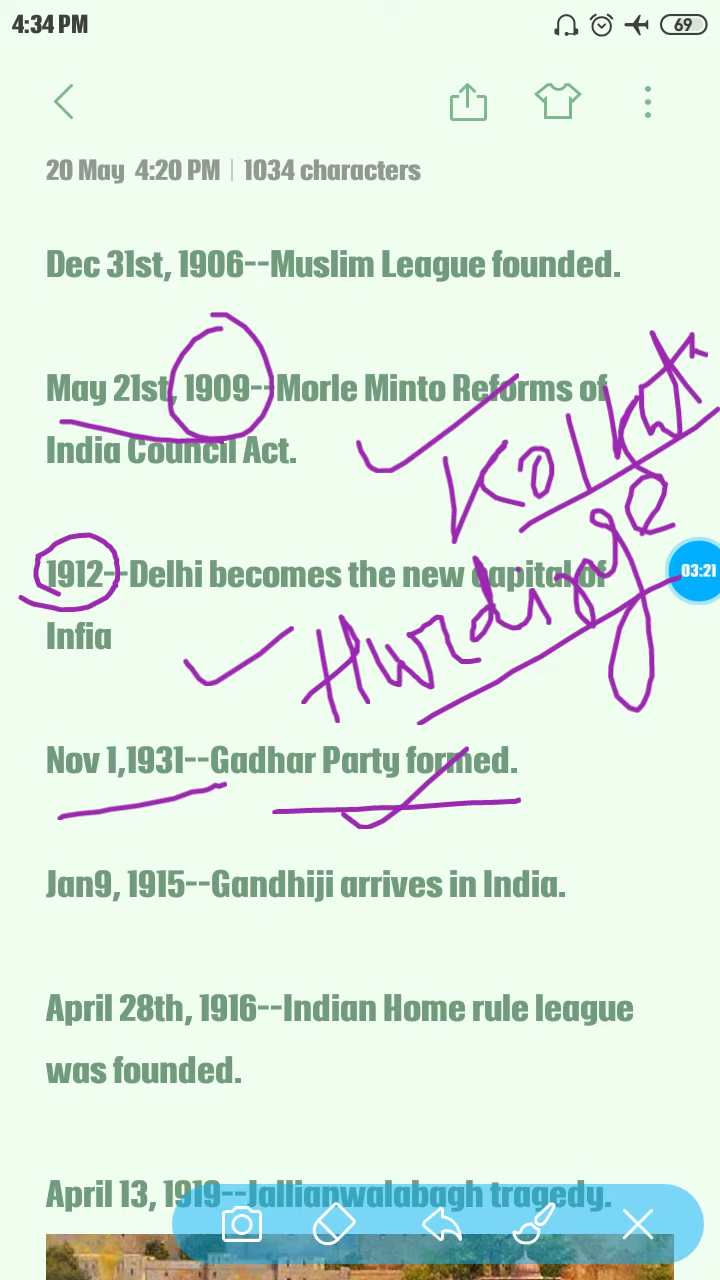 4:34 PM
69
20 May 4:20 PM | 1034 characters
Dec 31st, 1906--Muslim League founded.
May 21st, 1909--Morle Minto Reforms of
India Council Act.
Kolkat
1912--Delhi becomes the new capital of
Infia
03:21
Hurdinge
Nov 1,1931--Gadhar Party formed.
Jan9, 1915--Gandhiji arrives in India.
April 28th, 1916--Indian Home rule league
was founded.
April 13, 1919--Jallianwalabagh tragedy.